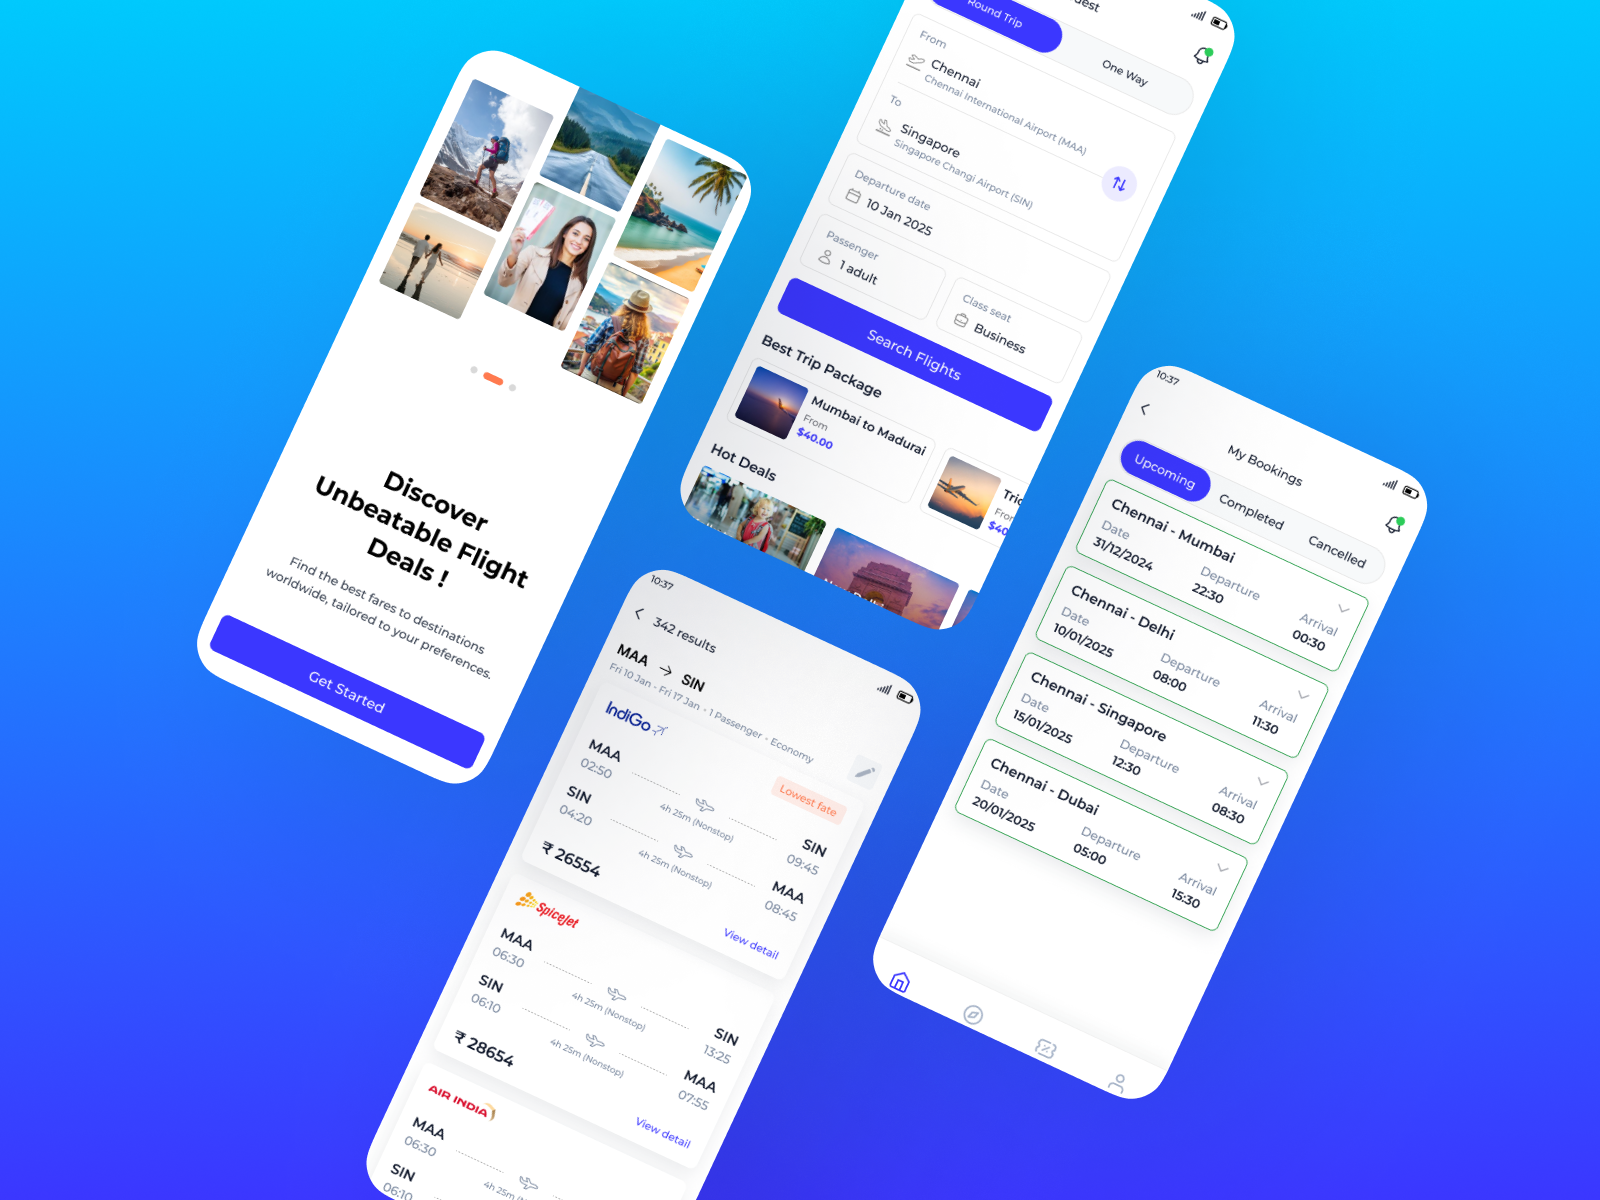 Discover
Unbeatable Flight
Deals !
Find the best fares to destinations
worldwide, tailored to your preferences.
Get Started
Round Trip
One Way
From
Chennai
Chennai International Airport (MAA)
To
Singapore
Singapore Changi Airport (SIN)
Departure date
10 Jan 2025
Passenger
1 adult
Class seat
Business
Search Flights
Best Trip Package
Mumbai to Madurai
From
$40.00
Hot Deals
10:37
342 results
MAA → SIN
Fri 10 Jan - Fri 17 Jan • 1 Passenger • Economy
IndiGo
Lowest fate
MAA
02:50
4h 25m (Nonstop)
SIN
09:45
SIN
04:20
4h 25m (Nonstop)
MAA
08:45
₹ 26554
View detail
SpiceJet
MAA
06:30
4h 25m (Nonstop)
SIN
13:25
SIN
06:10
4h 25m (Nonstop)
MAA
07:55
₹ 28654
View detail
AIR INDIA
MAA
06:30
SIN
06:10
10:37
My Bookings
Upcoming
Completed
Cancelled
Chennai - Mumbai
Date
31/12/2024
Departure
22:30
Arrival
00:30
Chennai - Delhi
Date
10/01/2025
Departure
08:00
Arrival
11:30
Chennai - Singapore
Date
15/01/2025
Departure
12:30
Arrival
08:30
Chennai - Dubai
Date
20/01/2025
Departure
05:00
Arrival
15:30